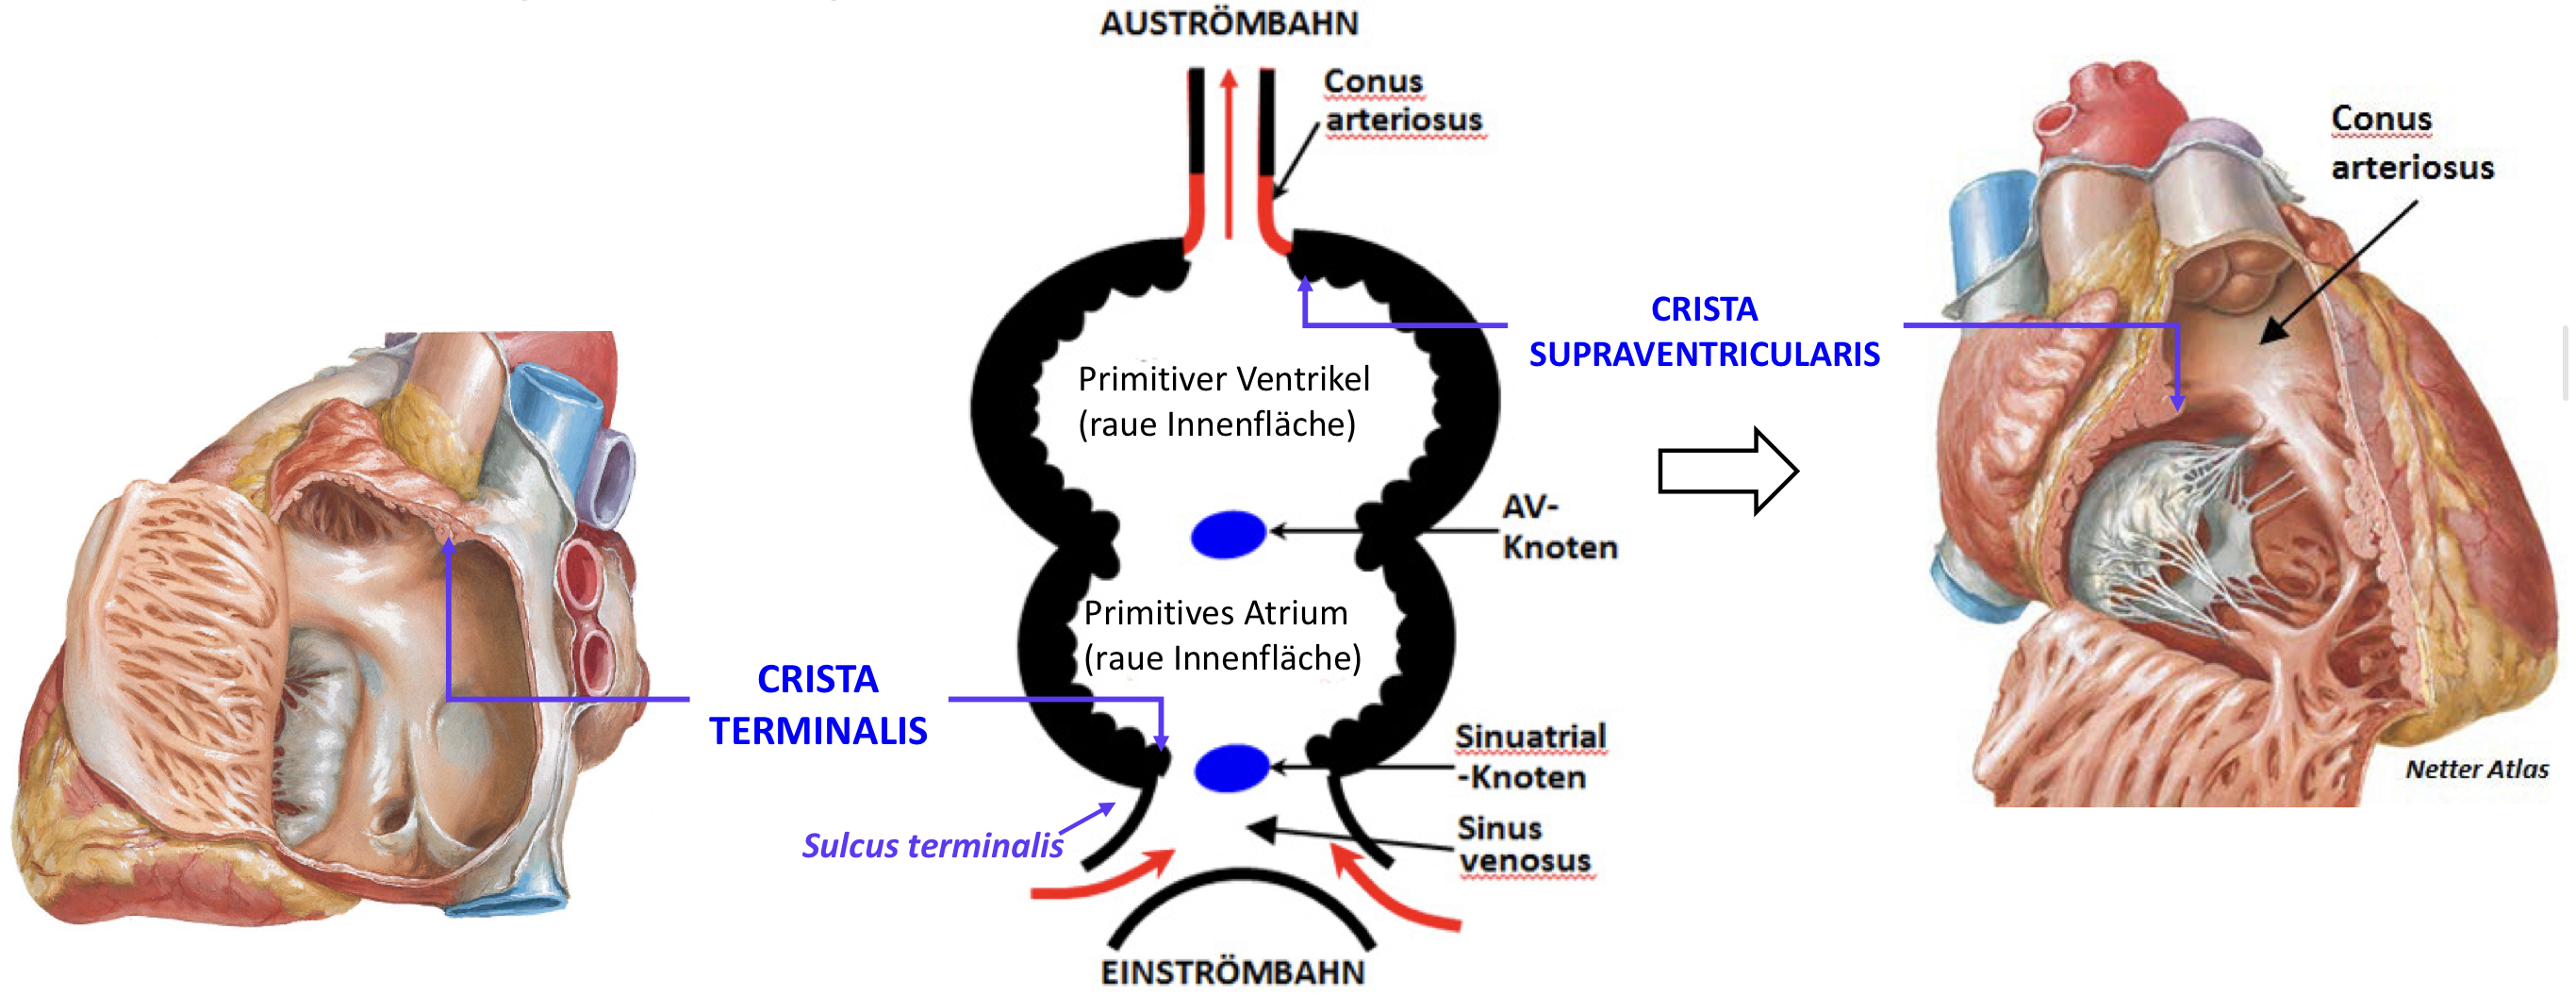 AUSTRÖMBAHN
Conus
arteriosus
Conus
arteriosus
CRISTA
SUPRAVENTRICULARIS
Primitiver Ventrikel
(raue Innenfläche)
AV-
Knoten
Primitives Atrium
(raue Innenfläche)
CRISTA
TERMINALIS
Sinuatrial
-Knoten
Netter Atlas
Sulcus terminalis
Sinus
venosus
EINSTRÖMBAHN